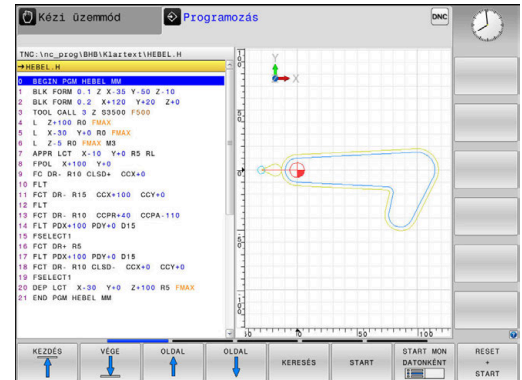 Kézi üzemmód
Programozás
DNC
TNC:\nc_prog\BHB\Klartext\HEBEL.H
→HEBEL.H
0 BEGIN PGM HEBEL MM
1 BLK FORM 0.1 Z X-35 Y-50 Z-10
2 BLK FORM 0.2 X+120 Y+20 Z+0
3 TOOL CALL 3 Z S3500 F500
4 L Z+100 R0 FMAX
5 L X-30 Y+0 R0 FMAX
6 L Z-5 R0 FMAX M3
7 APPR LCT X-10 Y+0 R5 RL
8 FPOL X+100 Y+0
9 FC DR- R10 CLSD+ CCX+0
10 FLT
11 FCT DR- R15 CCX+100 CCY+0
12 FLT
13 FCT DR- R10 CCPR+40 CCPA-110
14 FLT PDX+100 PDY+0 D15
15 FSELECT1
16 FCT DR+ R5
17 FLT PDX+100 PDY+0 D15
18 FCT DR- R10 CLSD- CCX+0 CCY+0
19 FSELECT1
20 DEP LCT X-30 Y+0 Z+100 R5 FMAX
21 END PGM HEBEL MM
Y
X
0
50
100
KEZDÉS
VÉGE
OLDAL
OLDAL
KERESÉS
START
START MON DATONKÉNT
RESET + START